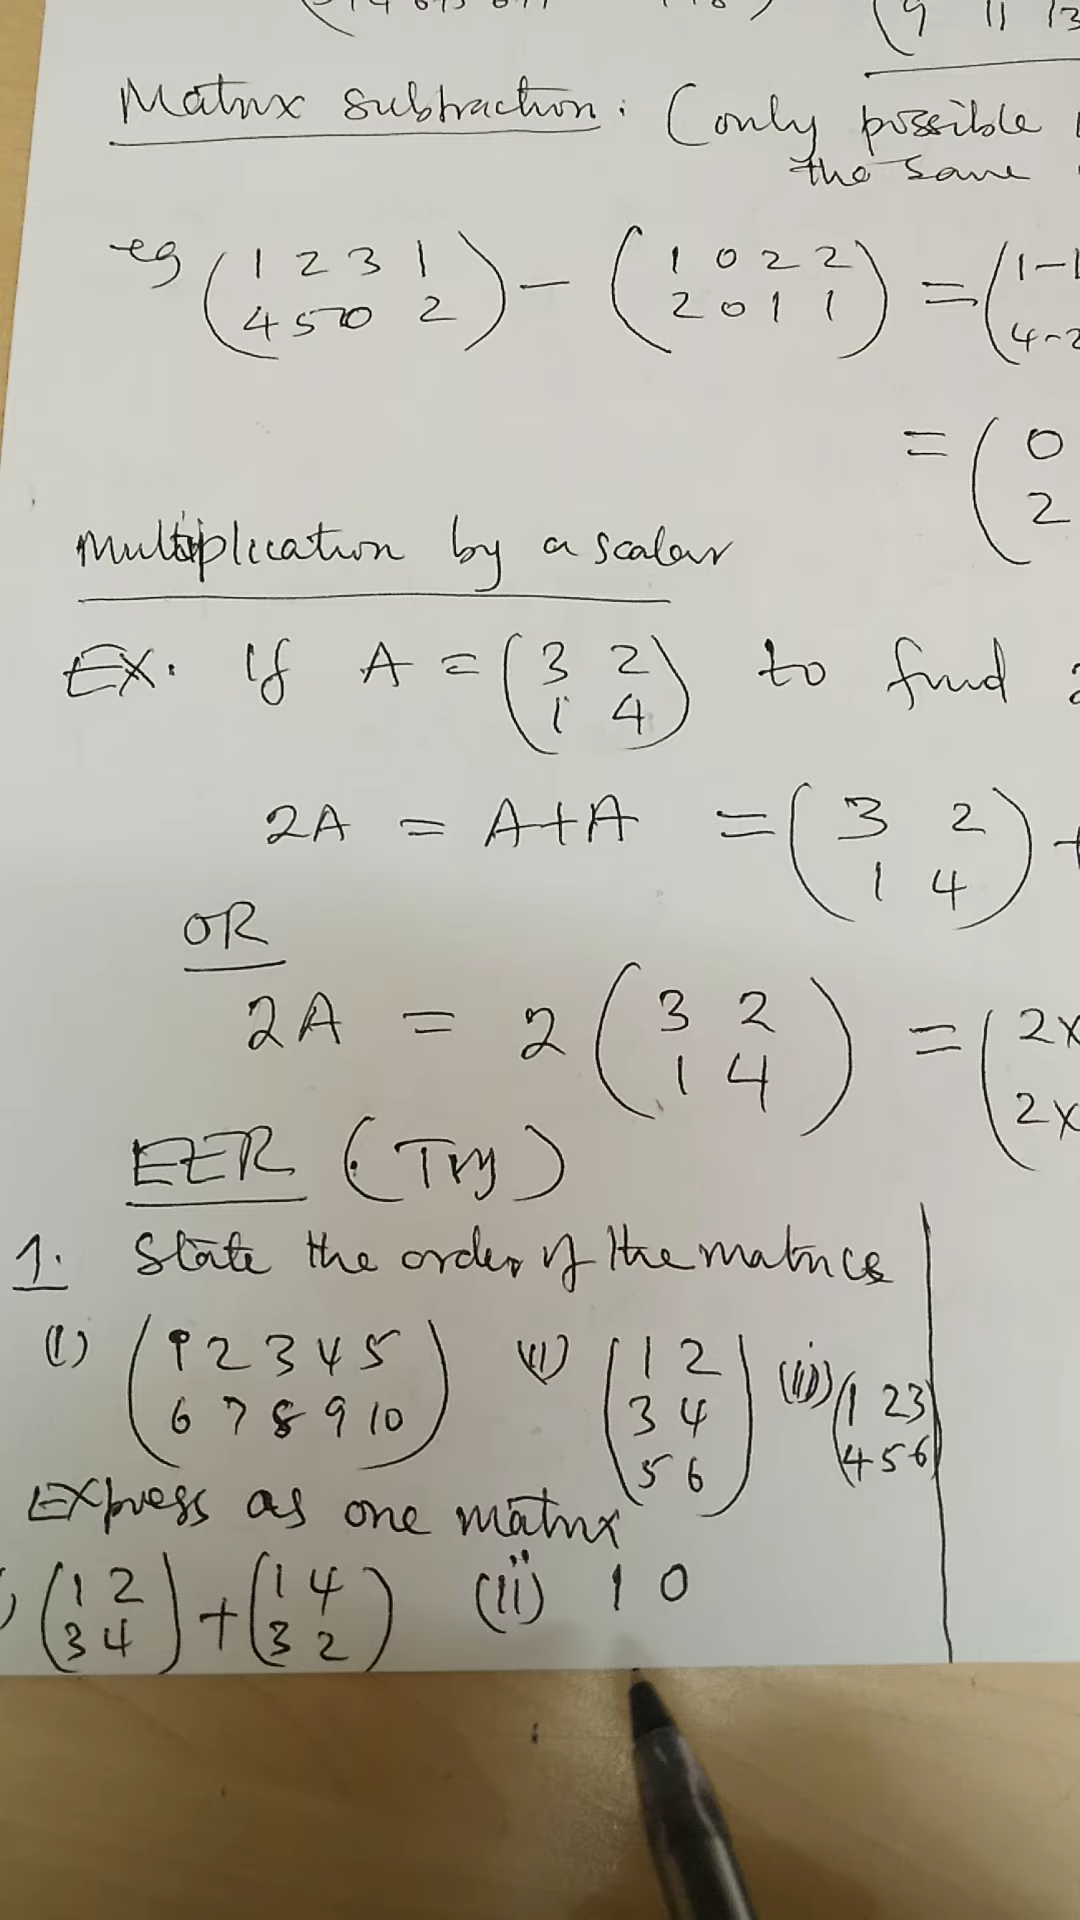 9 11 13
Matrix subtraction: (only possible
the same
eg ( 1 2 3 1 ) - ( 1 0 2 2 ) = ( 1-1
4 5 0 2 2 0 1 1 4-2
= ( 0
2
Multiplication by a scalar
EX. If A = ( 3 2 ) to find 2
1 4
2A = A+A = ( 3 2 ) +
1 4
OR
2A = 2 ( 3 2 ) = ( 2x
1 4 2x
(Try)
1. State the order of the matrices
(i) ( 1 2 3 4 5 ) (ii) ( 1 2 ) (iii) ( 1 2 3 )
6 7 8 9 10 3 4 4 5 6
5 6
Express as one matrix
) ( 1 2 ) + ( 1 4 ) (ii) 1 0
3 4 3 2